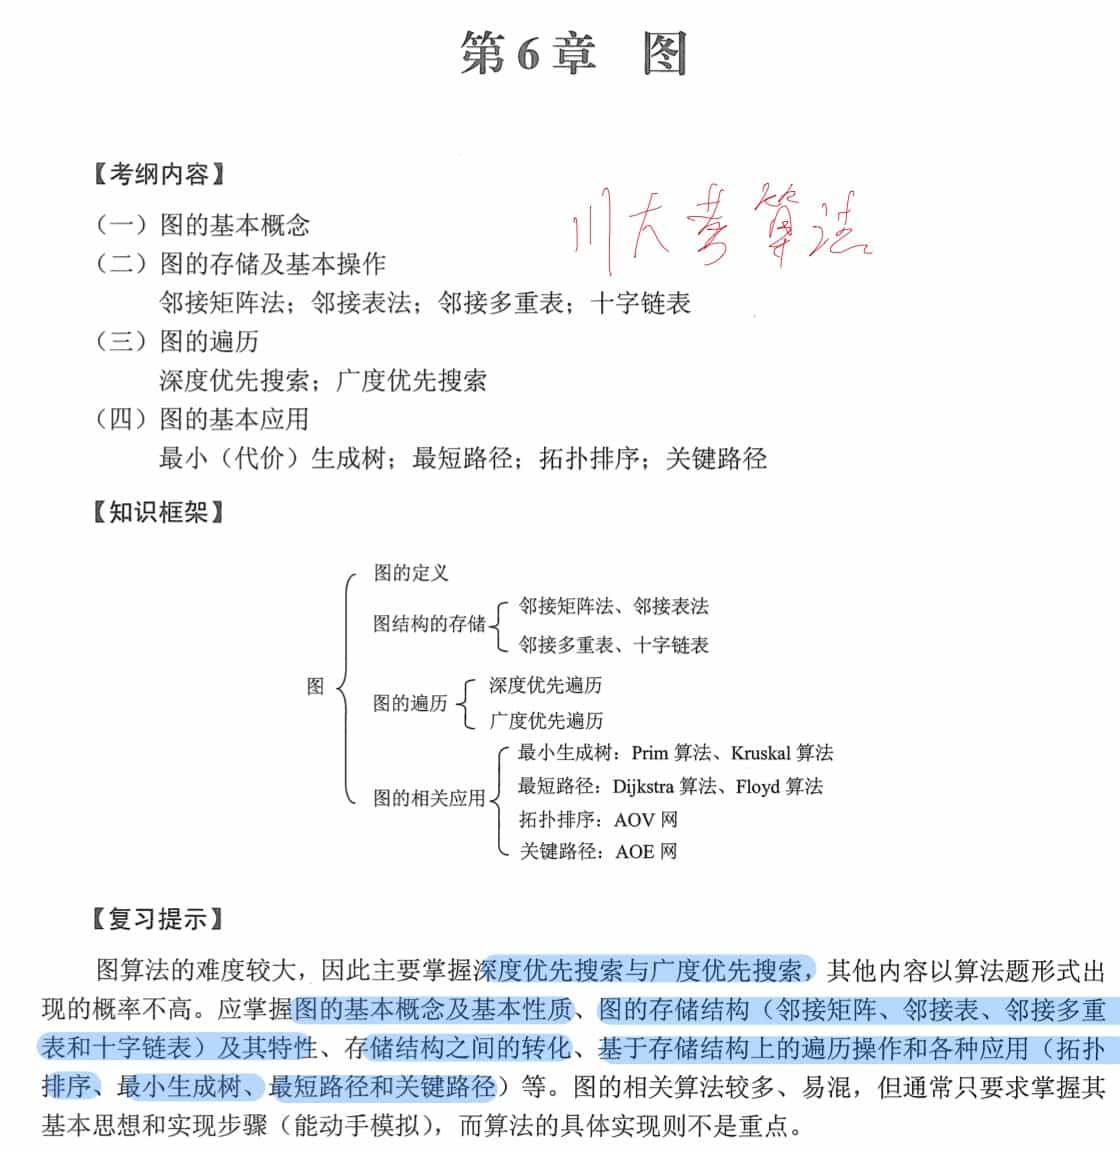 第6章 图
【考纲内容】
川大考算法
（一）图的基本概念
（二）图的存储及基本操作
邻接矩阵法；邻接表法；邻接多重表；十字链表
（三）图的遍历
深度优先搜索；广度优先搜索
（四）图的基本应用
最小（代价）生成树；最短路径；拓扑排序；关键路径
【知识框架】
图的定义
图结构的存储
邻接矩阵法、邻接表法
邻接多重表、十字链表
图
图的遍历
深度优先遍历
广度优先遍历
图的相关应用
最小生成树：Prim 算法、Kruskal 算法
最短路径：Dijkstra 算法、Floyd 算法
拓扑排序：AOV 网
关键路径：AOE 网
【复习提示】
图算法的难度较大，因此主要掌握深度优先搜索与广度优先搜索，其他内容以算法题形式出
现的概率不高。应掌握图的基本概念及基本性质、图的存储结构（邻接矩阵、邻接表、邻接多重
表和十字链表）及其特性、存储结构之间的转化、基于存储结构上的遍历操作和各种应用（拓扑
排序、最小生成树、最短路径和关键路径）等。图的相关算法较多、易混，但通常只要求掌握其
基本思想和实现步骤（能动手模拟），而算法的具体实现则不是重点。